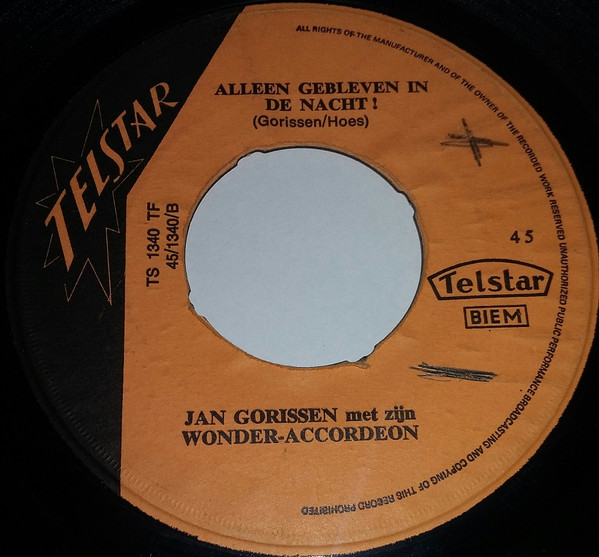 ALL RIGHTS OF THE MANUFACTURER AND OF THE OWNER OF THE RECORDED WORK RESERVED UNAUTHORIZED PUBLIC PERFORMANCE BROADCASTING AND COPYING OF THIS RECORD PROHIBITED
TELSTAR
ALLEEN GEBLEVEN IN
DE NACHT!
(Gorissen/Hoes)
TS 1340 TF
45/1340/B
45
Telstar
BIEM
JAN GORISSEN met zijn
WONDER-ACCORDEON